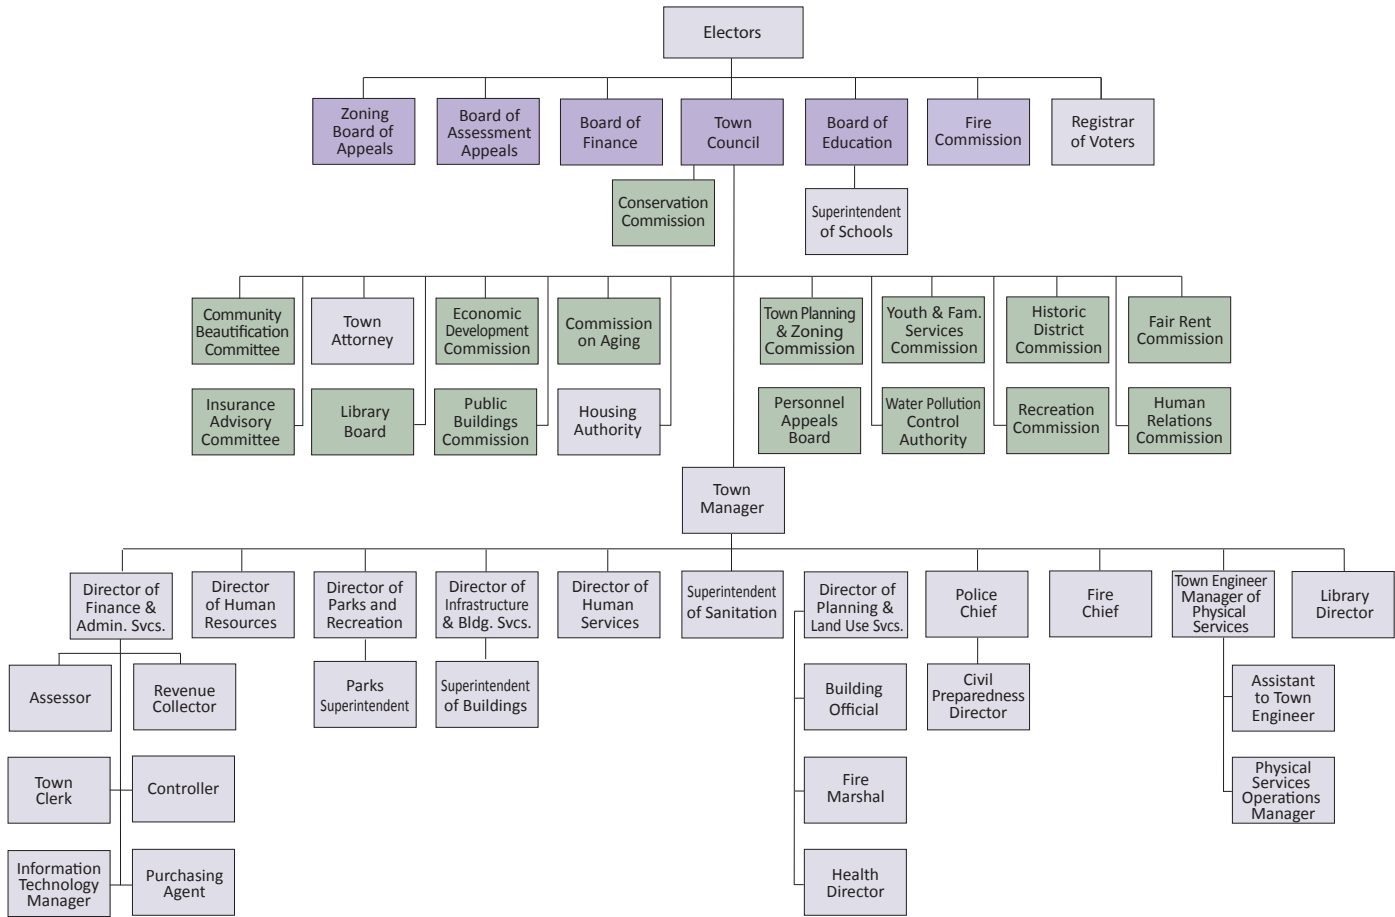 Electors
Zoning
Board of
Appeals
Board of
Assessment
Appeals
Board of
Finance
Town
Council
Board of
Education
Fire
Commission
Registrar
of Voters
Conservation
Commission
Superintendent
of Schools
Community
Beautification
Committee
Town
Attorney
Economic
Development
Commission
Commission
on Aging
Town Planning
& Zoning
Commission
Youth & Fam.
Services
Commission
Historic
District
Commission
Fair Rent
Commission
Insurance
Advisory
Committee
Library
Board
Public
Buildings
Commission
Housing
Authority
Personnel
Appeals
Board
Water Pollution
Control
Authority
Recreation
Commission
Human
Relations
Commission
Town
Manager
Director of
Finance &
Admin. Svcs.
Director
of Human
Resources
Director of
Parks and
Recreation
Director of
Infrastructure
& Bldg. Svcs.
Director of
Human
Services
Superintendent
of Sanitation
Director of
Planning &
Land Use Svcs.
Police
Chief
Fire
Chief
Town Engineer
Manager of
Physical
Services
Library
Director
Assessor
Revenue
Collector
Parks
Superintendent
Superintendent
of Buildings
Building
Official
Civil
Preparedness
Director
Assistant
to Town
Engineer
Town
Clerk
Controller
Fire
Marshal
Physical
Services
Operations
Manager
Information
Technology
Manager
Purchasing
Agent
Health
Director